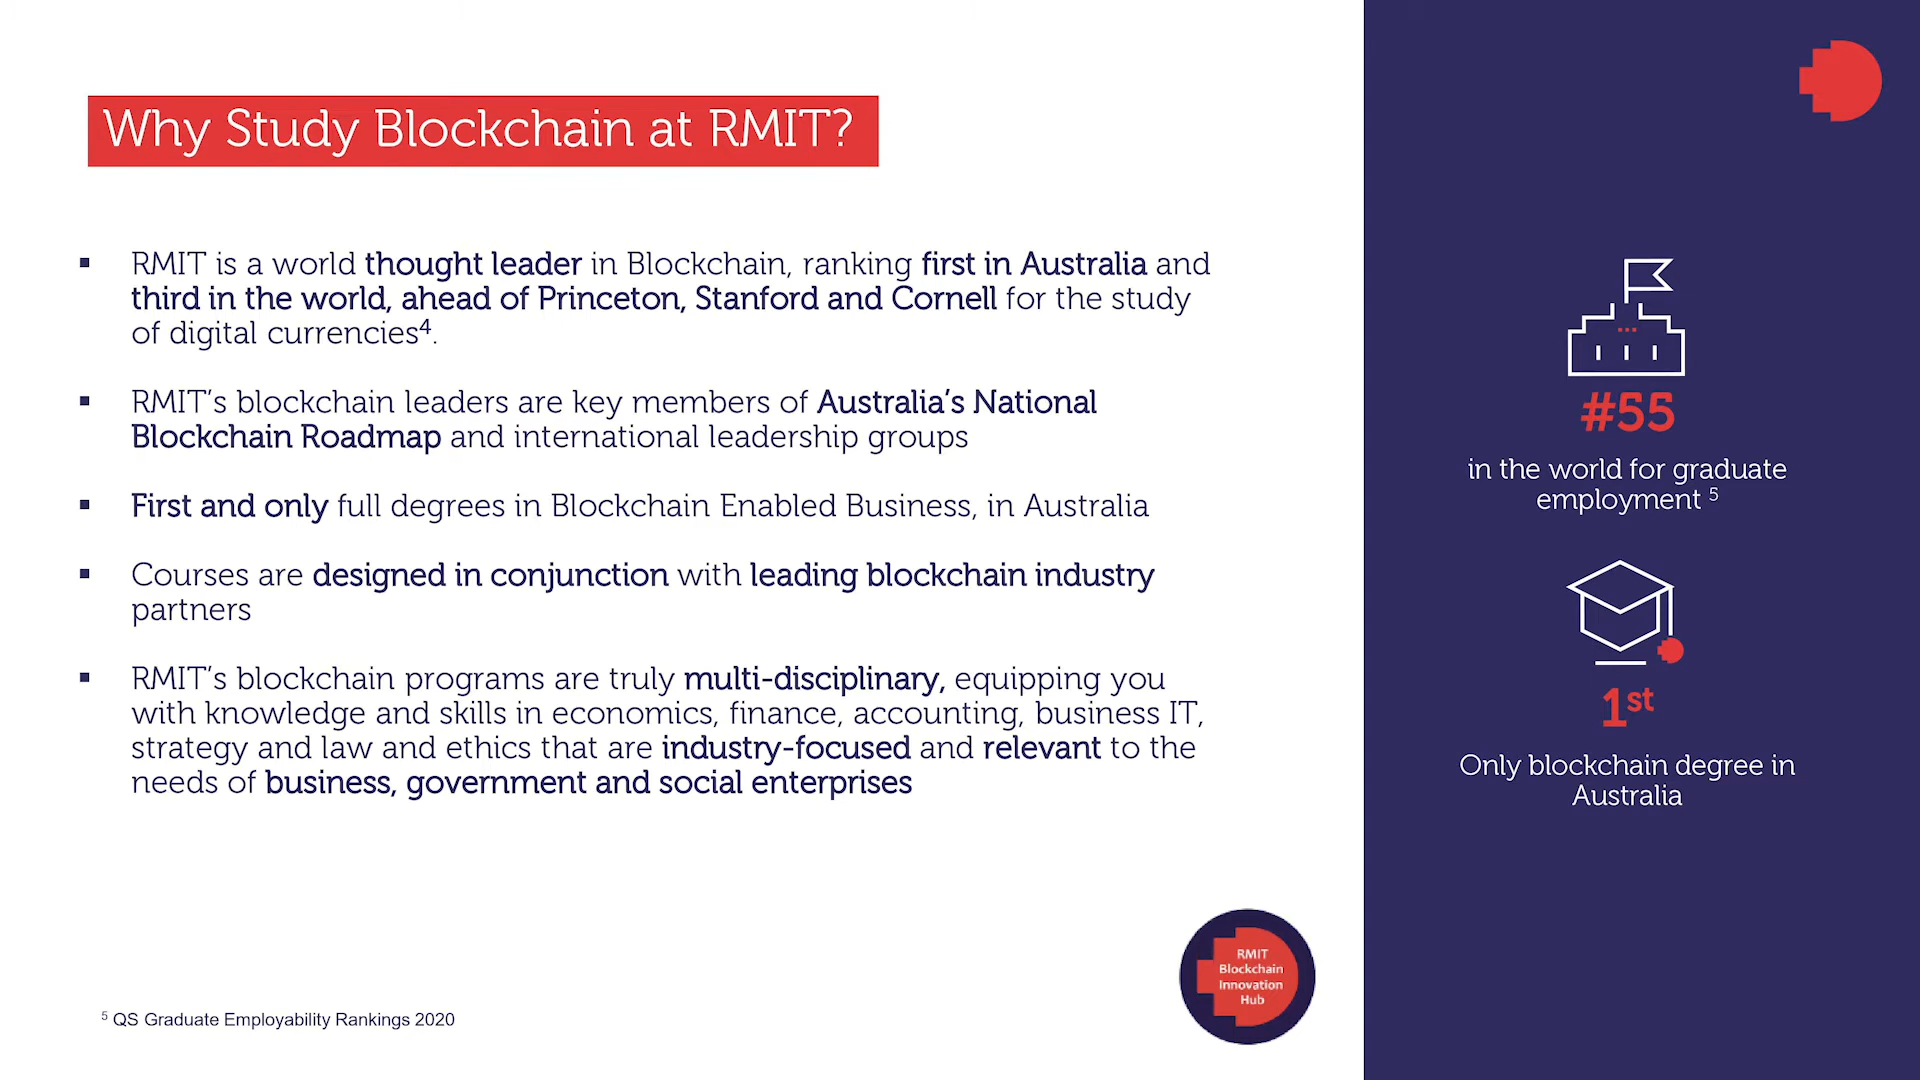 Why Study Blockchain at RMIT?
▪ RMIT is a world thought leader in Blockchain, ranking first in Australia and
third in the world, ahead of Princeton, Stanford and Cornell for the study
of digital currencies⁴.
▪ RMIT’s blockchain leaders are key members of Australia’s National
Blockchain Roadmap and international leadership groups
▪ First and only full degrees in Blockchain Enabled Business, in Australia
▪ Courses are designed in conjunction with leading blockchain industry
partners
▪ RMIT’s blockchain programs are truly multi-disciplinary, equipping you
with knowledge and skills in economics, finance, accounting, business IT,
strategy and law and ethics that are industry-focused and relevant to the
needs of business, government and social enterprises
#55
in the world for graduate
employment ⁵
1st
Only blockchain degree in
Australia
RMIT
Blockchain
Innovation
Hub
⁵ QS Graduate Employability Rankings 2020